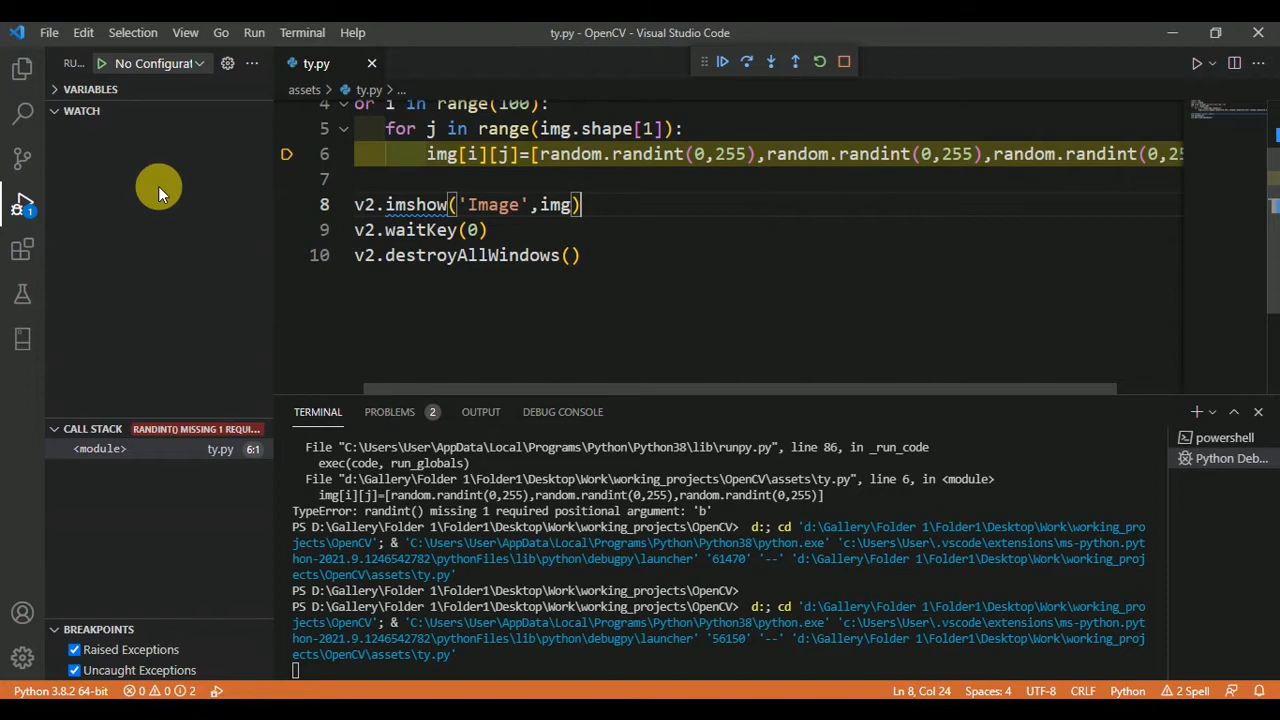 File Edit Selection View Go Run Terminal Help ty.py - OpenCV - Visual Studio Code
RU... No Configurat ty.py
VARIABLES
assets > ty.py > ...
WATCH
4 or i in range(100):
5 for j in range(img.shape[1]):
6 img[i][j]=[random.randint(0,255),random.randint(0,255),random.randint(0,25
7
8 v2.imshow('Image',img)
9 v2.waitKey(0)
10 v2.destroyAllWindows()
TERMINAL PROBLEMS 2 OUTPUT DEBUG CONSOLE
CALL STACK RANDINT() MISSING 1 REQUI...
<module> ty.py 6:1
1
powershell
Python Deb...
File "C:\Users\User\AppData\Local\Programs\Python\Python38\lib\runpy.py", line 86, in _run_code
exec(code, run_globals)
File "d:\Gallery\Folder 1\Folder1\Desktop\Work\working_projects\OpenCV\assets\ty.py", line 6, in <module>
img[i][j]=[random.randint(0,255),random.randint(0,255),random.randint(0,255)]
TypeError: randint() missing 1 required positional argument: 'b'
PS D:\Gallery\Folder 1\Folder1\Desktop\Work\working_projects\OpenCV> d:; cd 'd:\Gallery\Folder 1\Folder1\Desktop\Work\working_pro
jects\OpenCV'; & 'C:\Users\User\AppData\Local\Programs\Python\Python38\python.exe' 'c:\Users\User\.vscode\extensions\ms-python.pyt
hon-2021.9.1246542782\pythonFiles\lib\python\debugpy\launcher' '61470' '--' 'd:\Gallery\Folder 1\Folder1\Desktop\Work\working_proj
ects\OpenCV\assets\ty.py'
PS D:\Gallery\Folder 1\Folder1\Desktop\Work\working_projects\OpenCV>
PS D:\Gallery\Folder 1\Folder1\Desktop\Work\working_projects\OpenCV> d:; cd 'd:\Gallery\Folder 1\Folder1\Desktop\Work\working_pro
jects\OpenCV'; & 'C:\Users\User\AppData\Local\Programs\Python\Python38\python.exe' 'c:\Users\User\.vscode\extensions\ms-python.pyt
hon-2021.9.1246542782\pythonFiles\lib\python\debugpy\launcher' '56150' '--' 'd:\Gallery\Folder 1\Folder1\Desktop\Work\working_proj
ects\OpenCV\assets\ty.py'
BREAKPOINTS
Raised Exceptions
Uncaught Exceptions
Python 3.8.2 64-bit 0 0 2 Ln 8, Col 24 Spaces: 4 UTF-8 CRLF Python 2 Spell